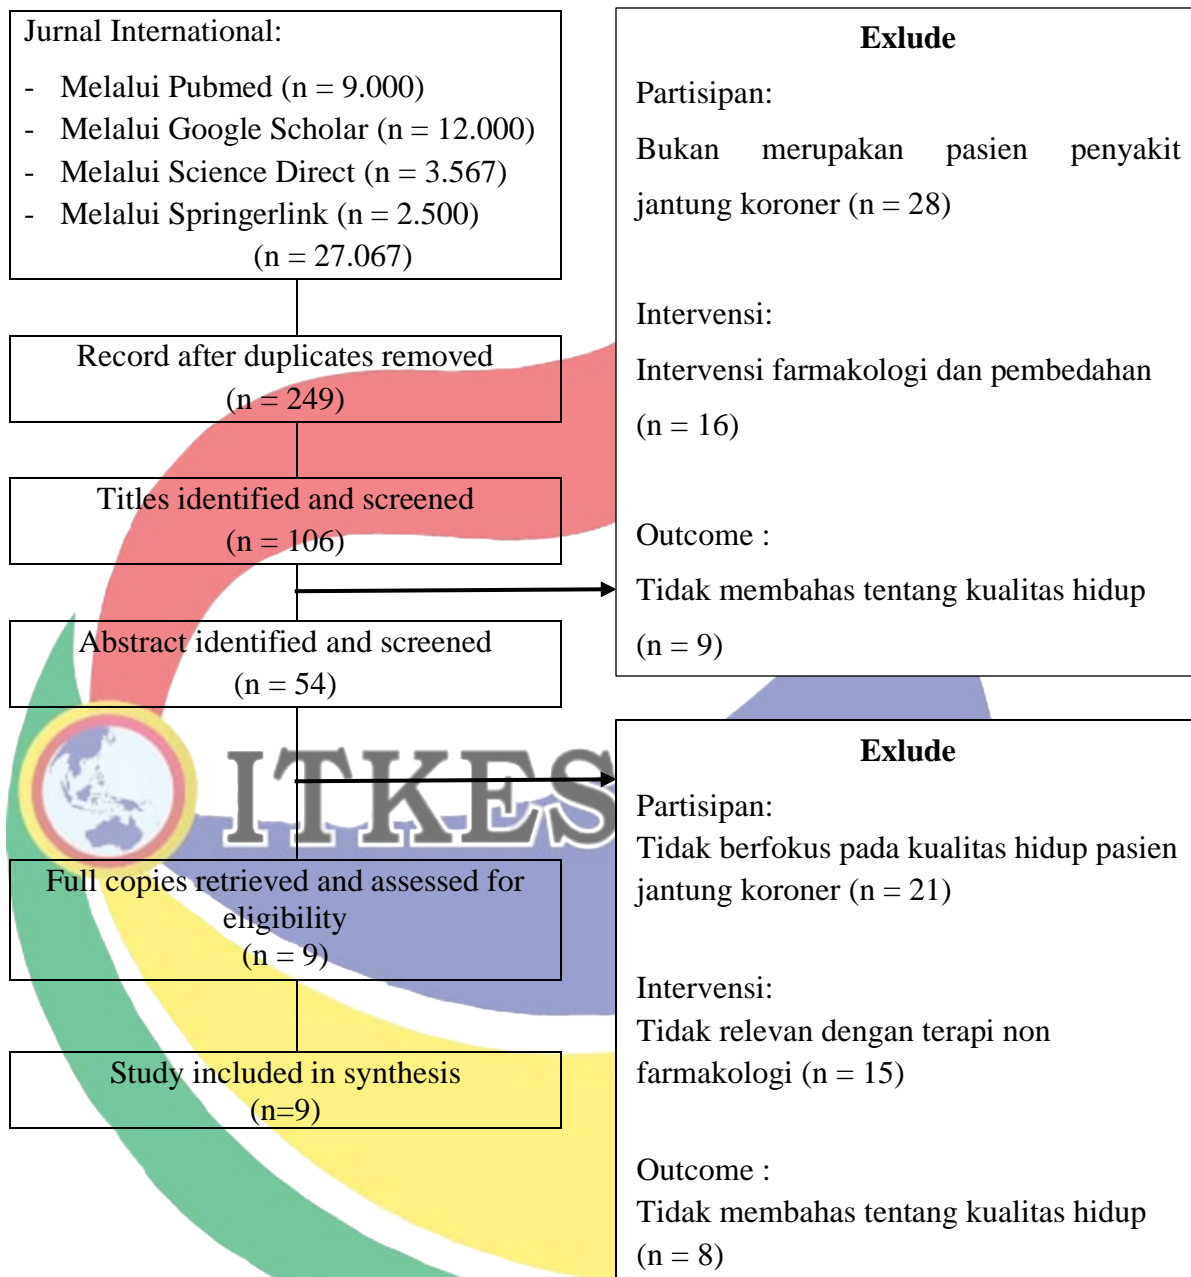 Jurnal International:
- Melalui Pubmed (n = 9.000)
- Melalui Google Scholar (n = 12.000)
- Melalui Science Direct (n = 3.567)
- Melalui Springerlink (n = 2.500)
(n = 27.067)
Record after duplicates removed
(n = 249)
Titles identified and screened
(n = 106)
Abstract identified and screened
(n = 54)
ITKES
Full copies retrieved and assessed for
eligibility
(n = 9)
Study included in synthesis
(n=9)
Exlude
Partisipan:
Bukan merupakan pasien penyakit
jantung koroner (n = 28)
Intervensi:
Intervensi farmakologi dan pembedahan
(n = 16)
Outcome :
Tidak membahas tentang kualitas hidup
(n = 9)
Exlude
Partisipan:
Tidak berfokus pada kualitas hidup pasien
jantung koroner (n = 21)
Intervensi:
Tidak relevan dengan terapi non
farmakologi (n = 15)
Outcome :
Tidak membahas tentang kualitas hidup
(n = 8)